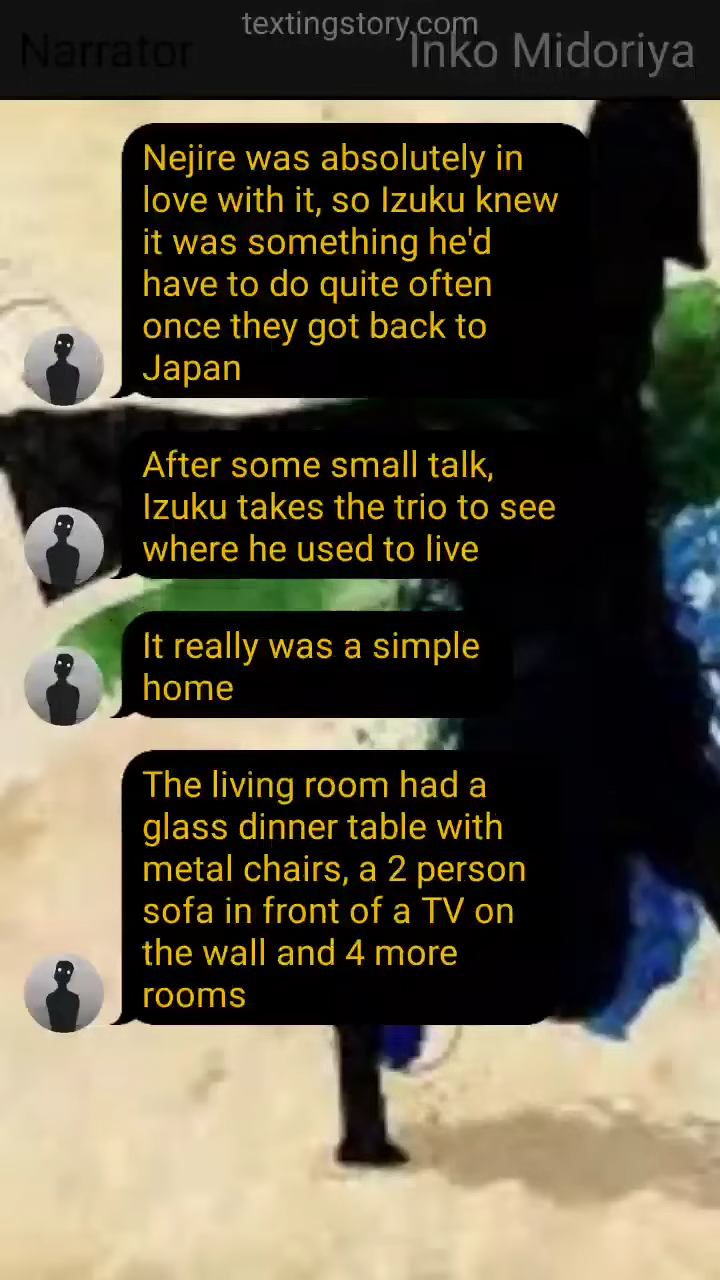 textingstory.com
Narrator
Inko Midoriya
Nejire was absolutely in
love with it, so Izuku knew
it was something he'd
have to do quite often
once they got back to
Japan
After some small talk,
Izuku takes the trio to see
where he used to live
It really was a simple
home
The living room had a
glass dinner table with
metal chairs, a 2 person
sofa in front of a TV on
the wall and 4 more
rooms